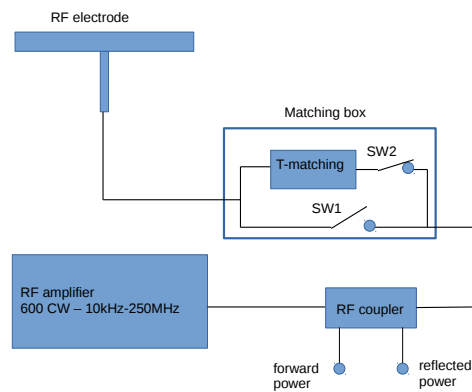 RF electrode
Matching box
T-matching
SW2
SW1
RF amplifier
600 CW – 10kHz-250MHz
RF coupler
forward
power
reflected
power